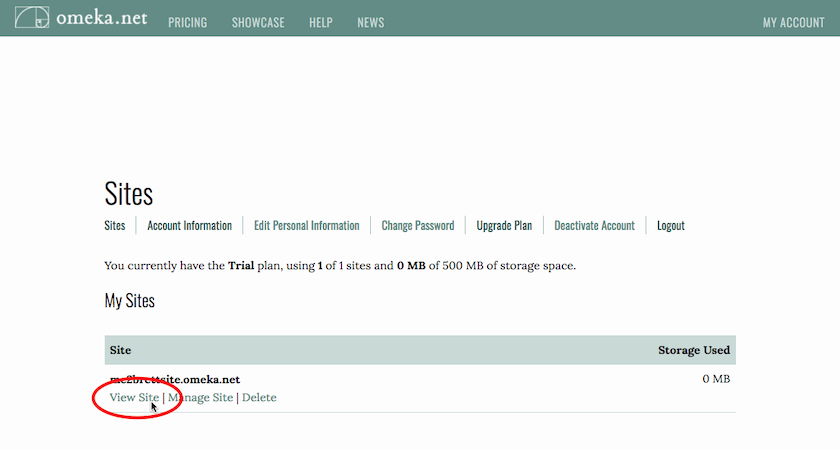 omeka.net PRICING SHOWCASE HELP NEWS MY ACCOUNT
Sites
Sites Account Information Edit Personal Information Change Password Upgrade Plan Deactivate Account Logout
You currently have the Trial plan, using 1 of 1 sites and 0 MB of 500 MB of storage space.
My Sites
Site Storage Used
mc2brettsite.omeka.net 0 MB
View Site | Manage Site | Delete